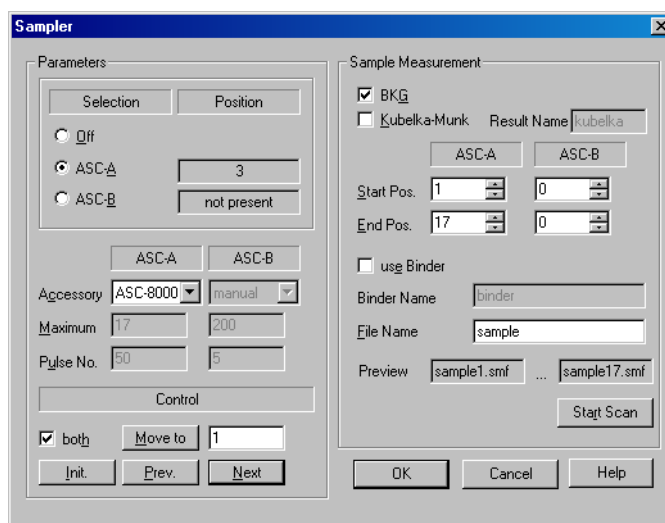 Sampler
Parameters
Selection Position
Off
ASC-A 3
ASC-B not present
ASC-A ASC-B
Accessory ASC-8000 manual
Maximum 17 200
Pulse No. 50 5
Control
both Move to 1
Init. Prev. Next
Sample Measurement
BKG
Kubelka-Munk Result Name kubelka
ASC-A ASC-B
Start Pos. 1 0
End Pos. 17 0
use Binder
Binder Name binder
File Name sample
Preview sample1.smf ... sample17.smf
Start Scan
OK Cancel Help